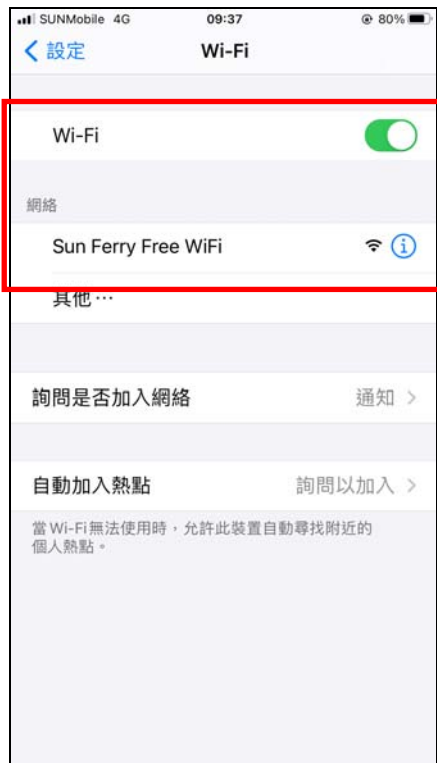 SUNMobile 4G 09:37 80%
設定 Wi-Fi
Wi-Fi
網絡
Sun Ferry Free WiFi
其他…
詢問是否加入網絡 通知
自動加入熱點 詢問以加入
當Wi-Fi無法使用時，允許此裝置自動尋找附近的
個人熱點。